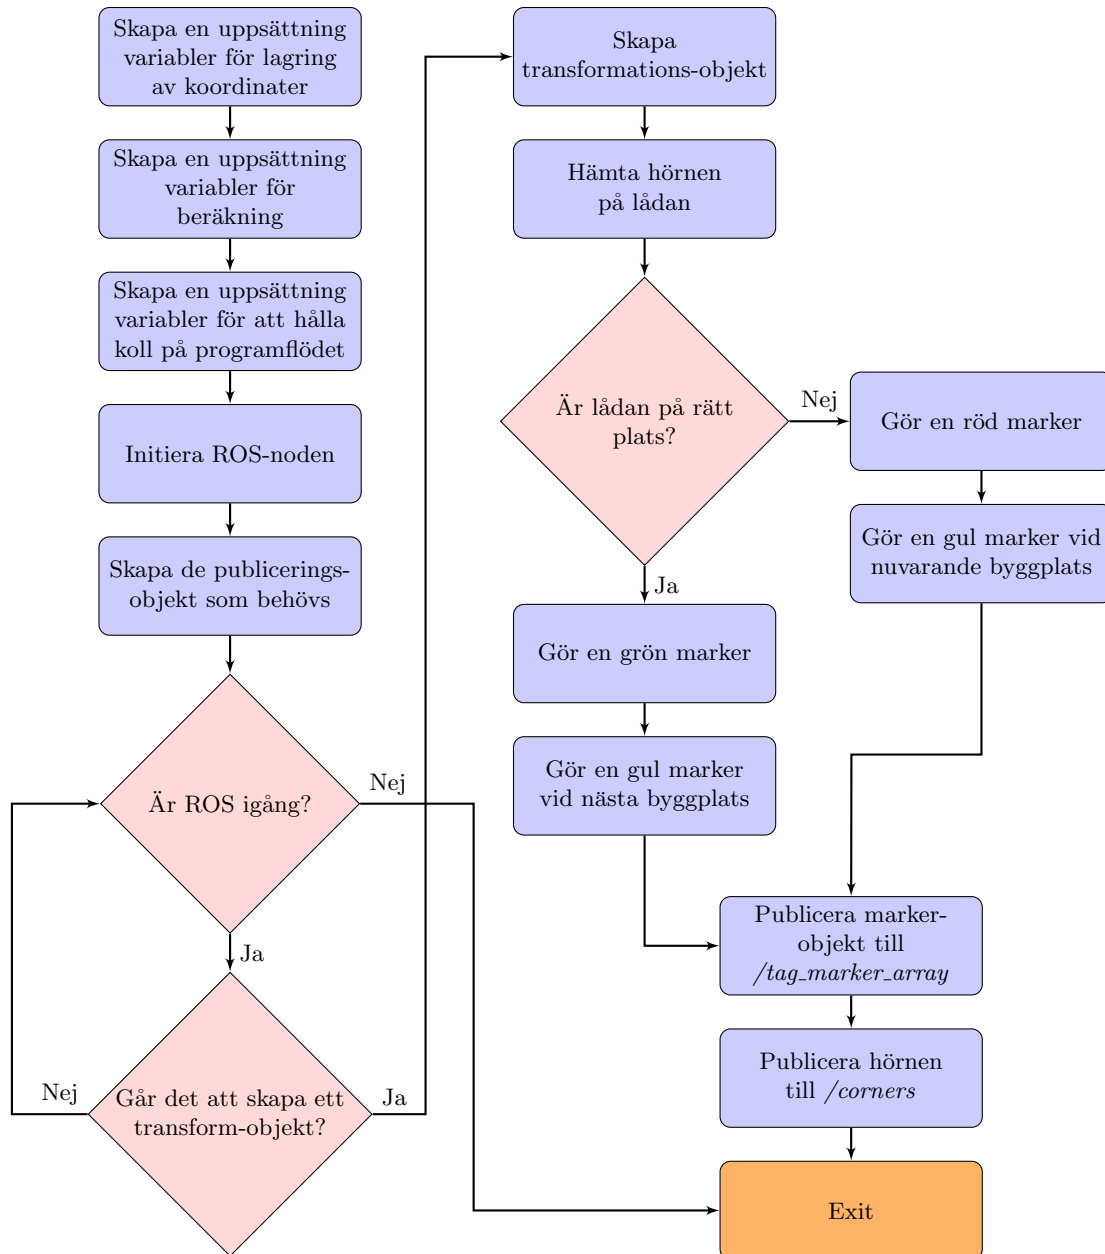 Skapa en uppsättning
variabler för lagring
av koordinater
Skapa en uppsättning
variabler för
beräkning
Skapa en uppsättning
variabler för att hålla
koll på programflödet
Initiera ROS-noden
Skapa de publicerings-
objekt som behövs
Är ROS igång?
Nej
Ja
Går det att skapa ett
transform-objekt?
Nej
Ja
Skapa
transformations-objekt
Hämta hörnen
på lådan
Är lådan på rätt
plats?
Nej
Ja
Gör en röd marker
Gör en gul marker vid
nuvarande byggplats
Gör en grön marker
Gör en gul marker
vid nästa byggplats
Publicera marker-
objekt till
/tag_marker_array
Publicera hörnen
till /corners
Exit